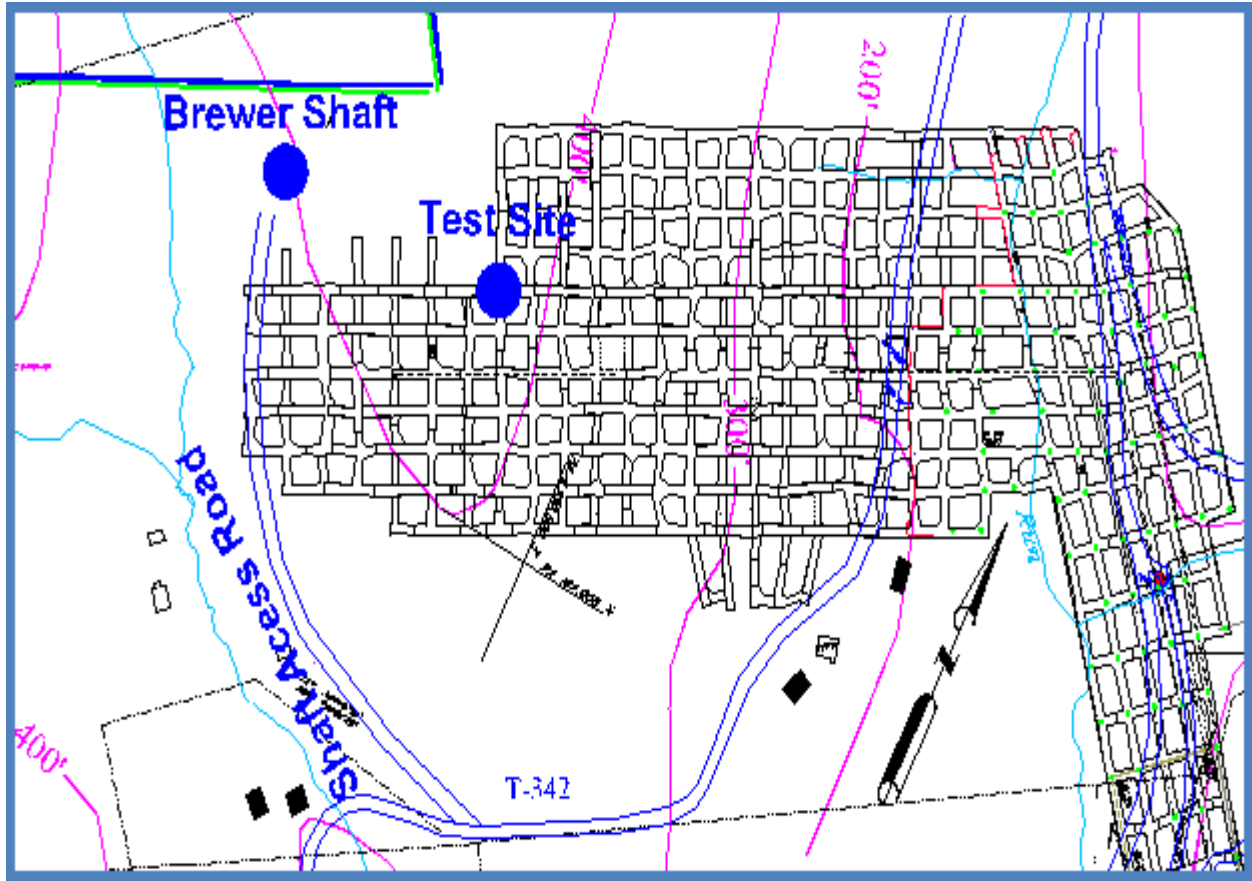 Brewer Shaft
200'
400'
Test Site
300'
Shaft Acess Road
N
400'
T-342